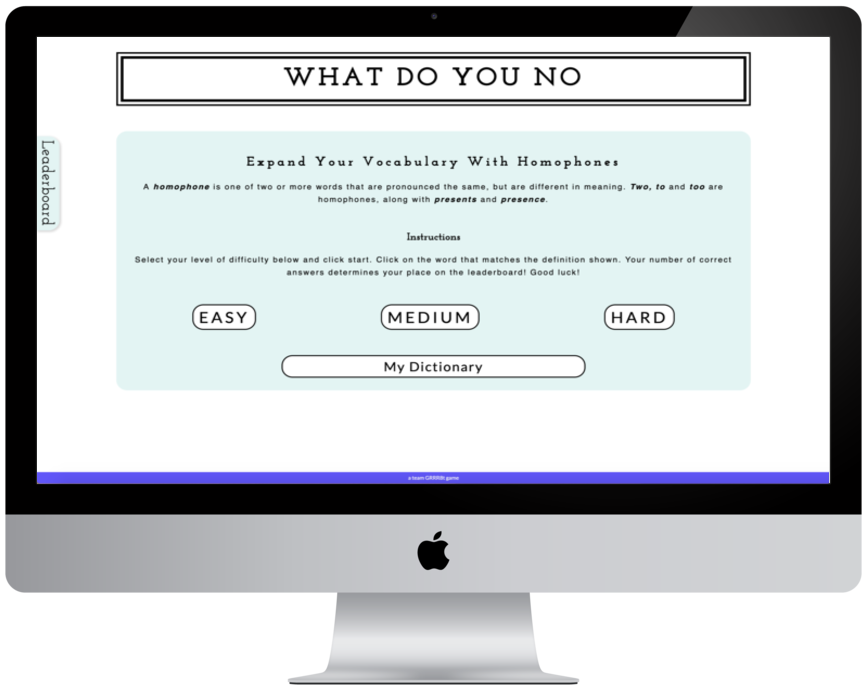 WHAT DO YOU NO
Leaderboard
Expand Your Vocabulary With Homophones
A homophone is one of two or more words that are pronounced the same, but are different in meaning. Two, to and too are
homophones, along with presents and presence.
Instructions
Select your level of difficulty below and click start. Click on the word that matches the definition shown. Your number of correct
answers determines your place on the leaderboard! Good luck!
EASY
MEDIUM
HARD
My Dictionary
a team game